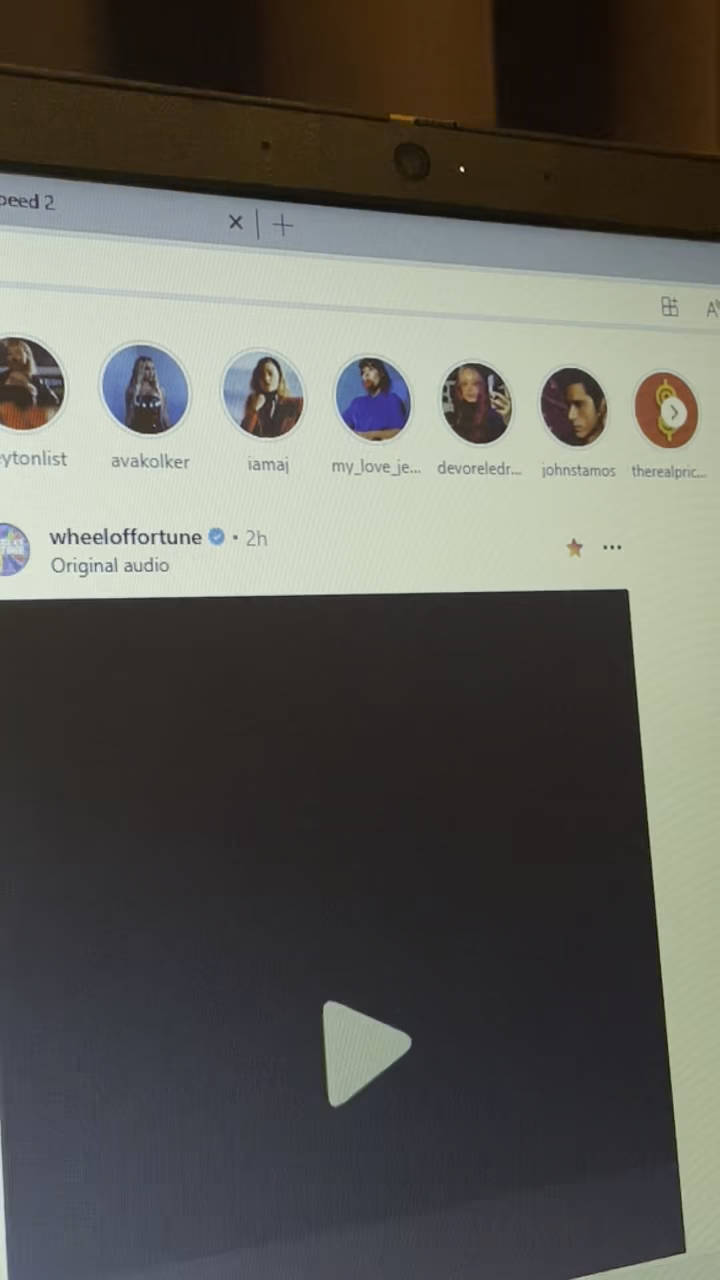 peed 2
ytonlist
avakolker
iamaj
my_love_je...
devoreledr...
johnstamos
therealpric...
wheeloffortune • 2h
Original audio